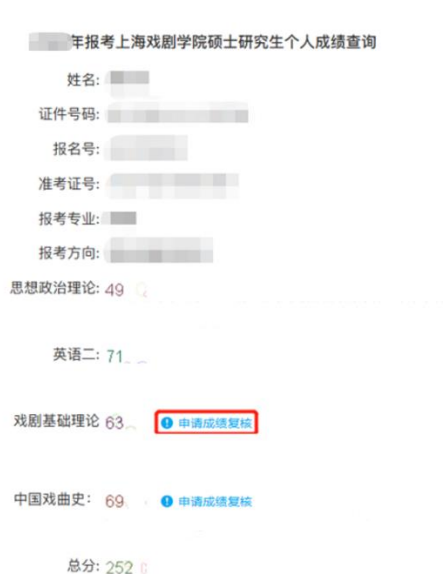 年报考上海戏剧学院硕士研究生个人成绩查询
姓名:
证件号码:
报名号:
准考证号:
报考专业:
报考方向:
思想政治理论: 49
英语二: 71
戏剧基础理论 63 申请成绩复核
中国戏曲史: 69 申请成绩复核
总分: 252